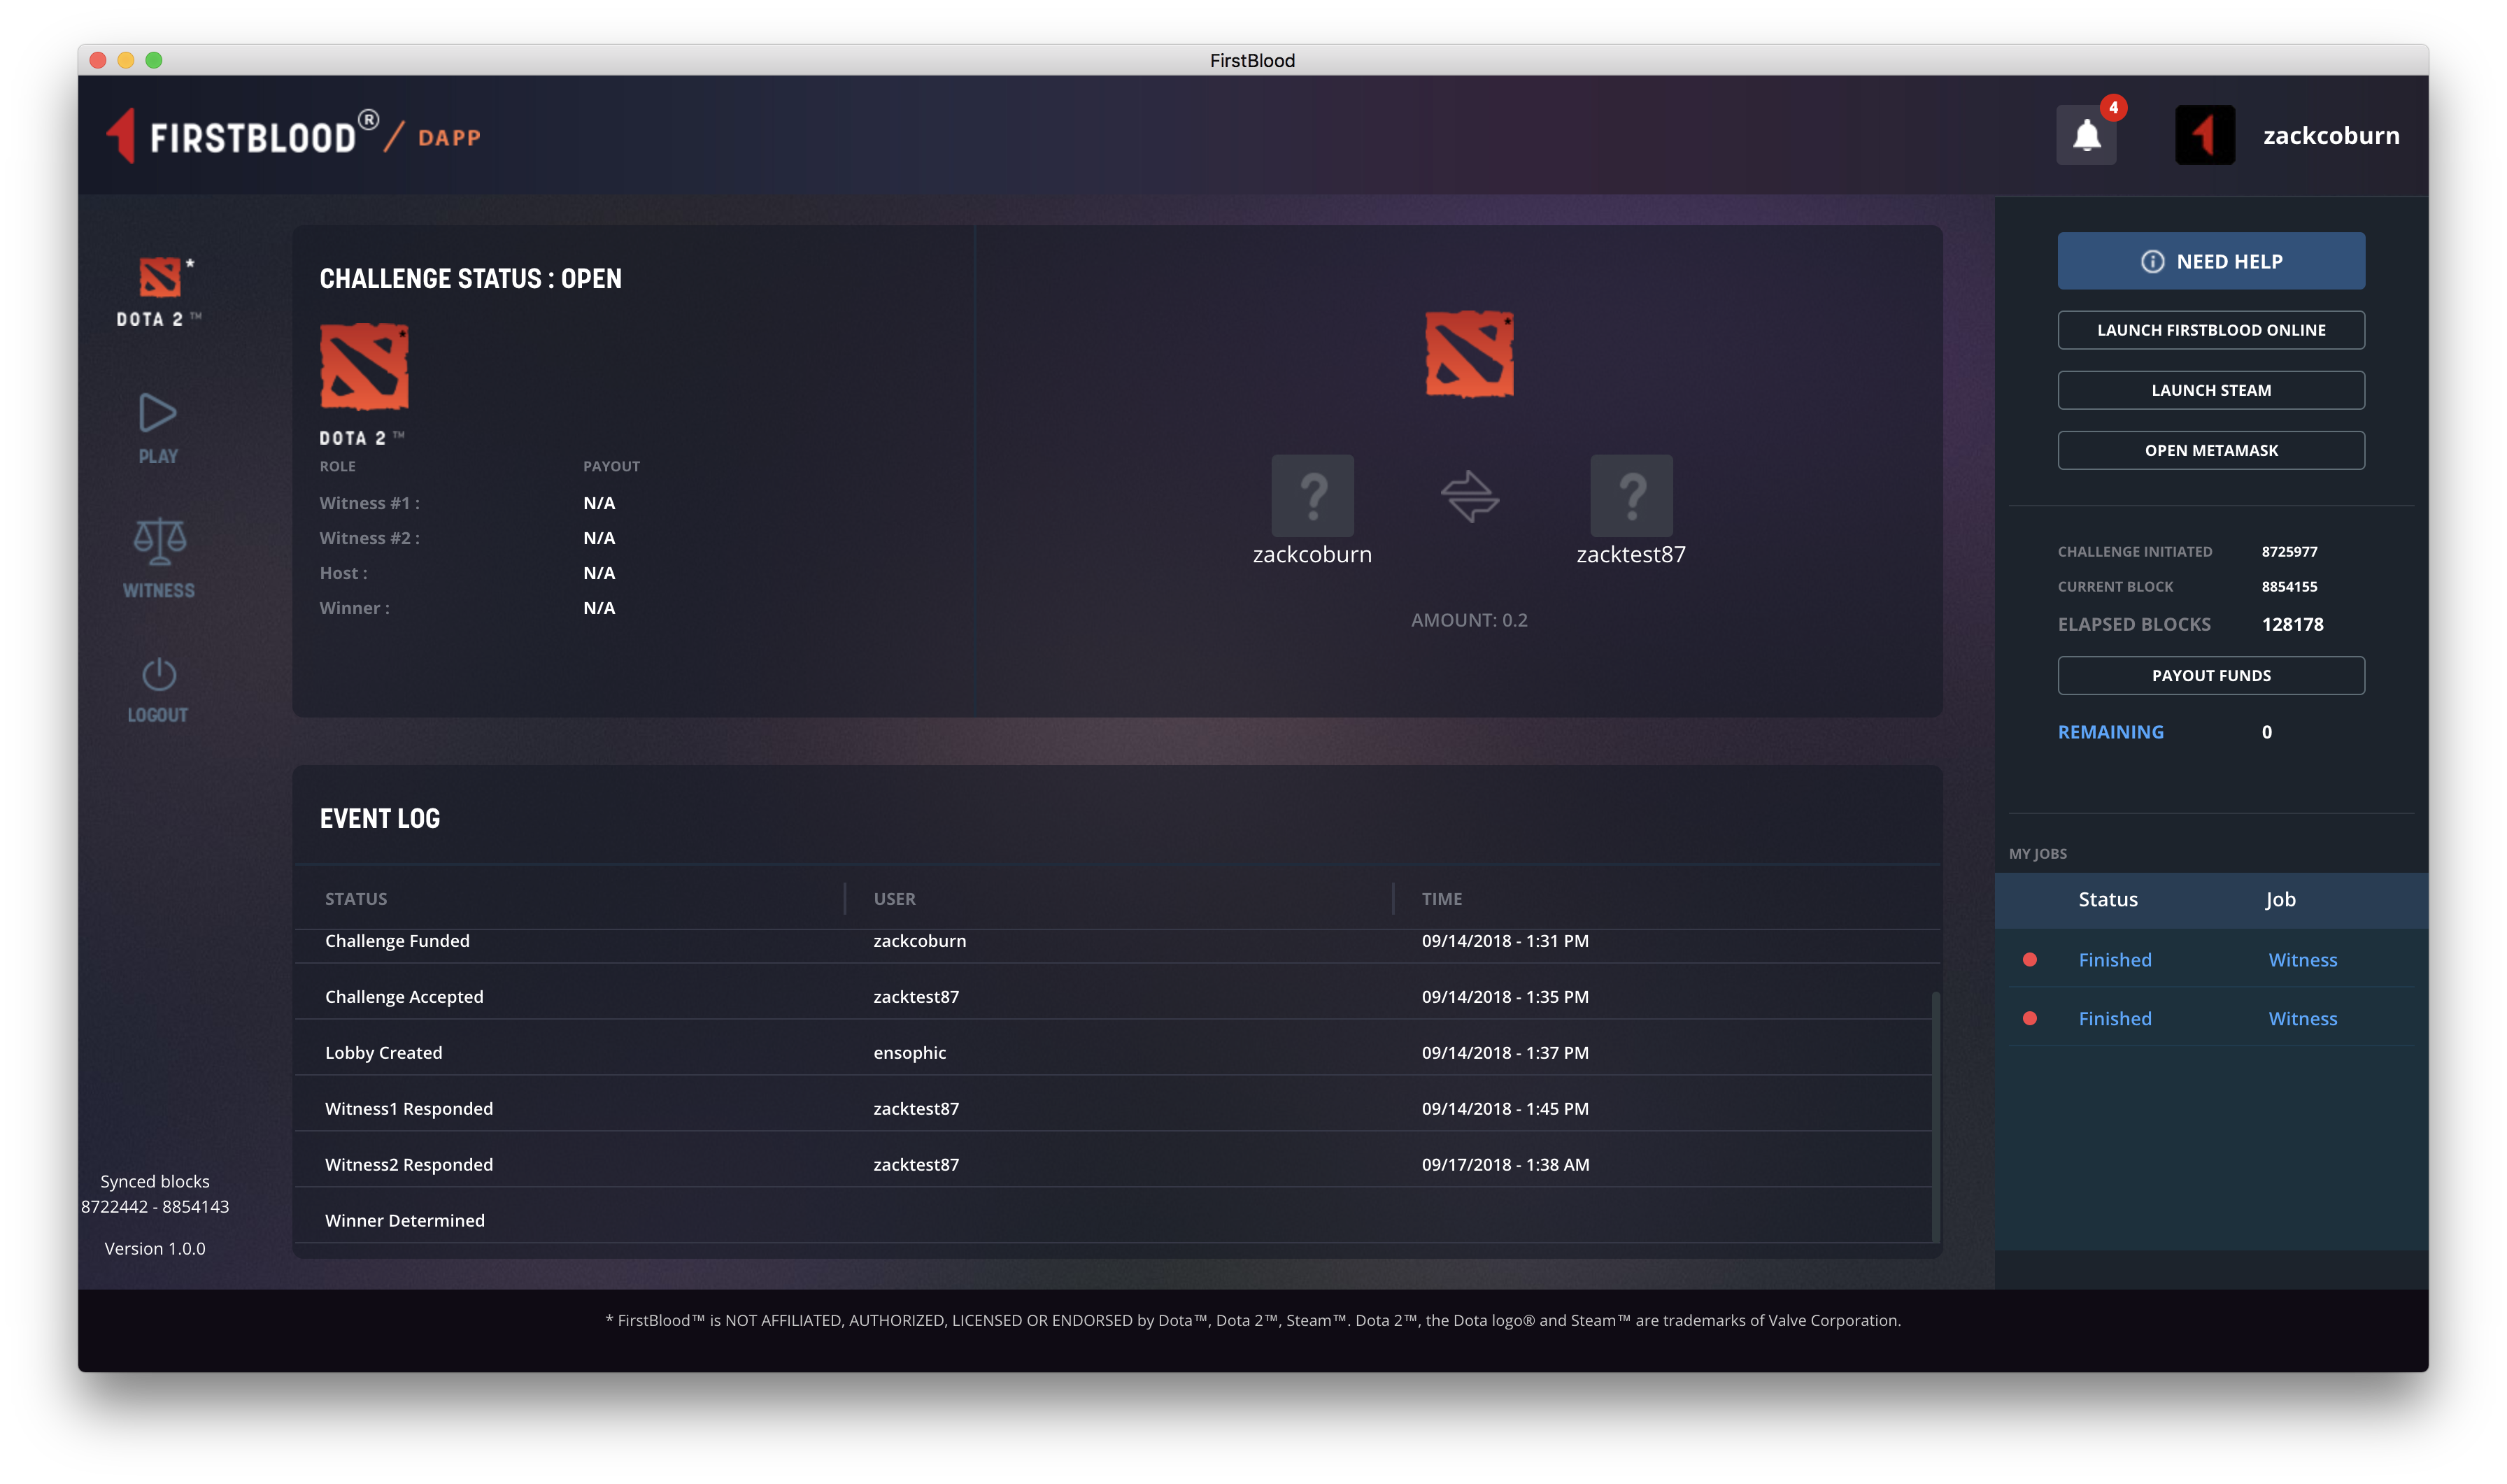 FirstBlood
FIRSTBLOOD® / DAPP
4
zackcoburn
*
DOTA 2 ™
PLAY
WITNESS
LOGOUT
Synced blocks
8722442 - 8854143
Version 1.0.0
CHALLENGE STATUS : OPEN
DOTA 2 ™
ROLE PAYOUT
Witness #1 : N/A
Witness #2 : N/A
Host : N/A
Winner : N/A
? ?
zackcoburn zacktest87
AMOUNT: 0.2
EVENT LOG
STATUS USER TIME
Challenge Funded zackcoburn 09/14/2018 - 1:31 PM
Challenge Accepted zacktest87 09/14/2018 - 1:35 PM
Lobby Created ensophic 09/14/2018 - 1:37 PM
Witness1 Responded zacktest87 09/14/2018 - 1:45 PM
Witness2 Responded zacktest87 09/17/2018 - 1:38 AM
Winner Determined
NEED HELP
LAUNCH FIRSTBLOOD ONLINE
LAUNCH STEAM
OPEN METAMASK
CHALLENGE INITIATED 8725977
CURRENT BLOCK 8854155
ELAPSED BLOCKS 128178
PAYOUT FUNDS
REMAINING 0
MY JOBS
Status Job
Finished Witness
Finished Witness
* FirstBlood™ is NOT AFFILIATED, AUTHORIZED, LICENSED OR ENDORSED by Dota™, Dota 2™, Steam™. Dota 2™, the Dota logo® and Steam™ are trademarks of Valve Corporation.